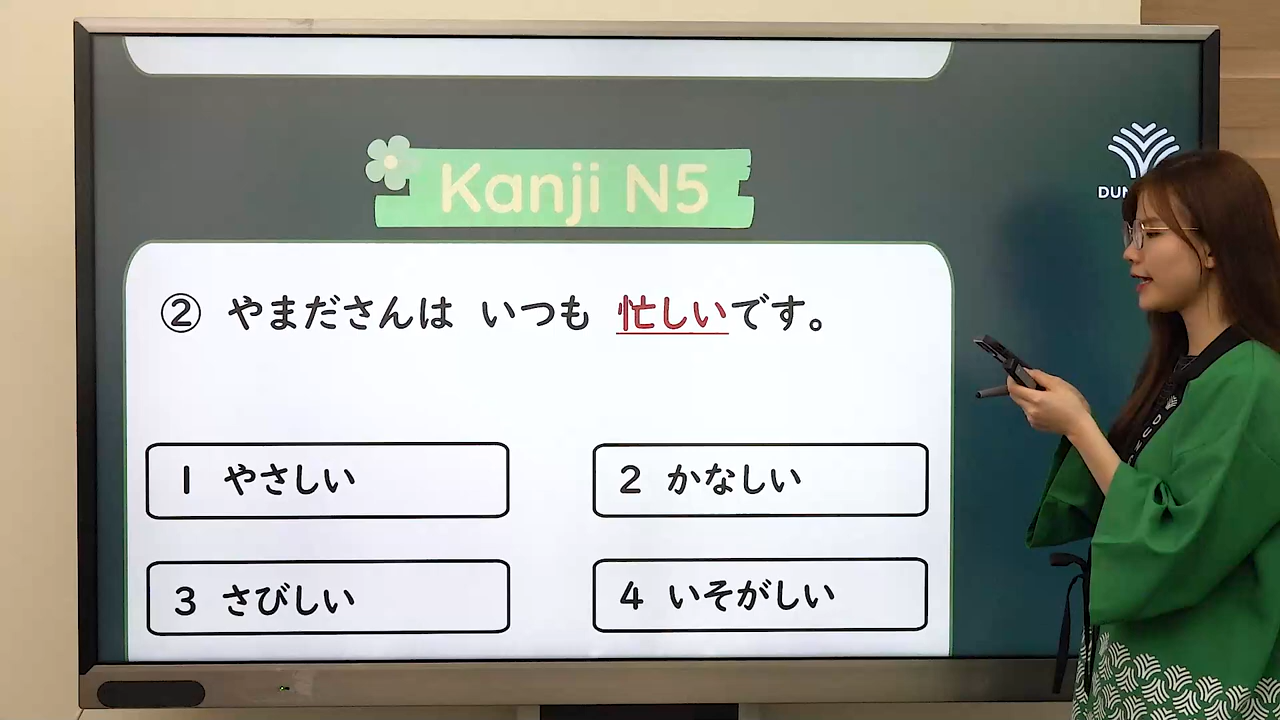 Kanji N5
② やまださんは いつも 忙しいです。
1 やさしい
2 かなしい
3 さびしい
4 いそがしい